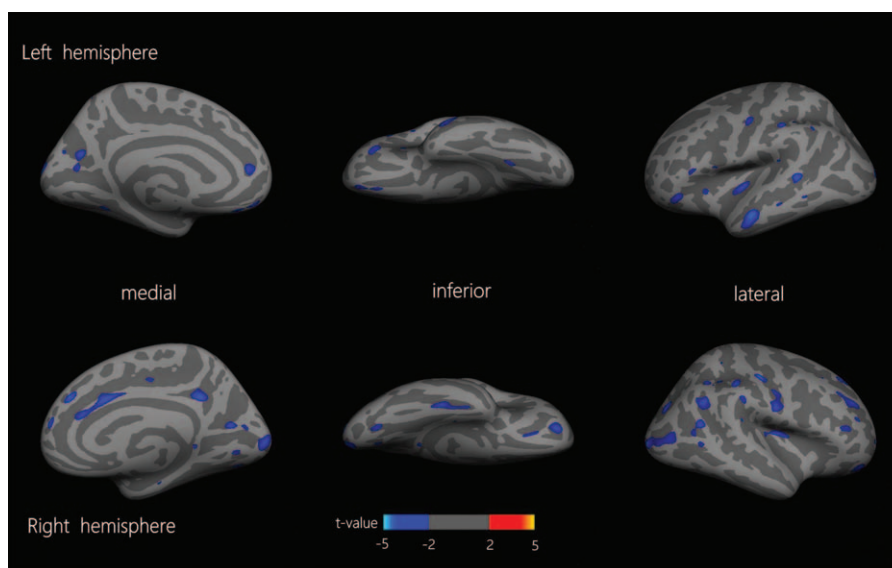 Left hemisphere
medial
inferior
lateral
Right hemisphere
t-value
-5 -2 2 5